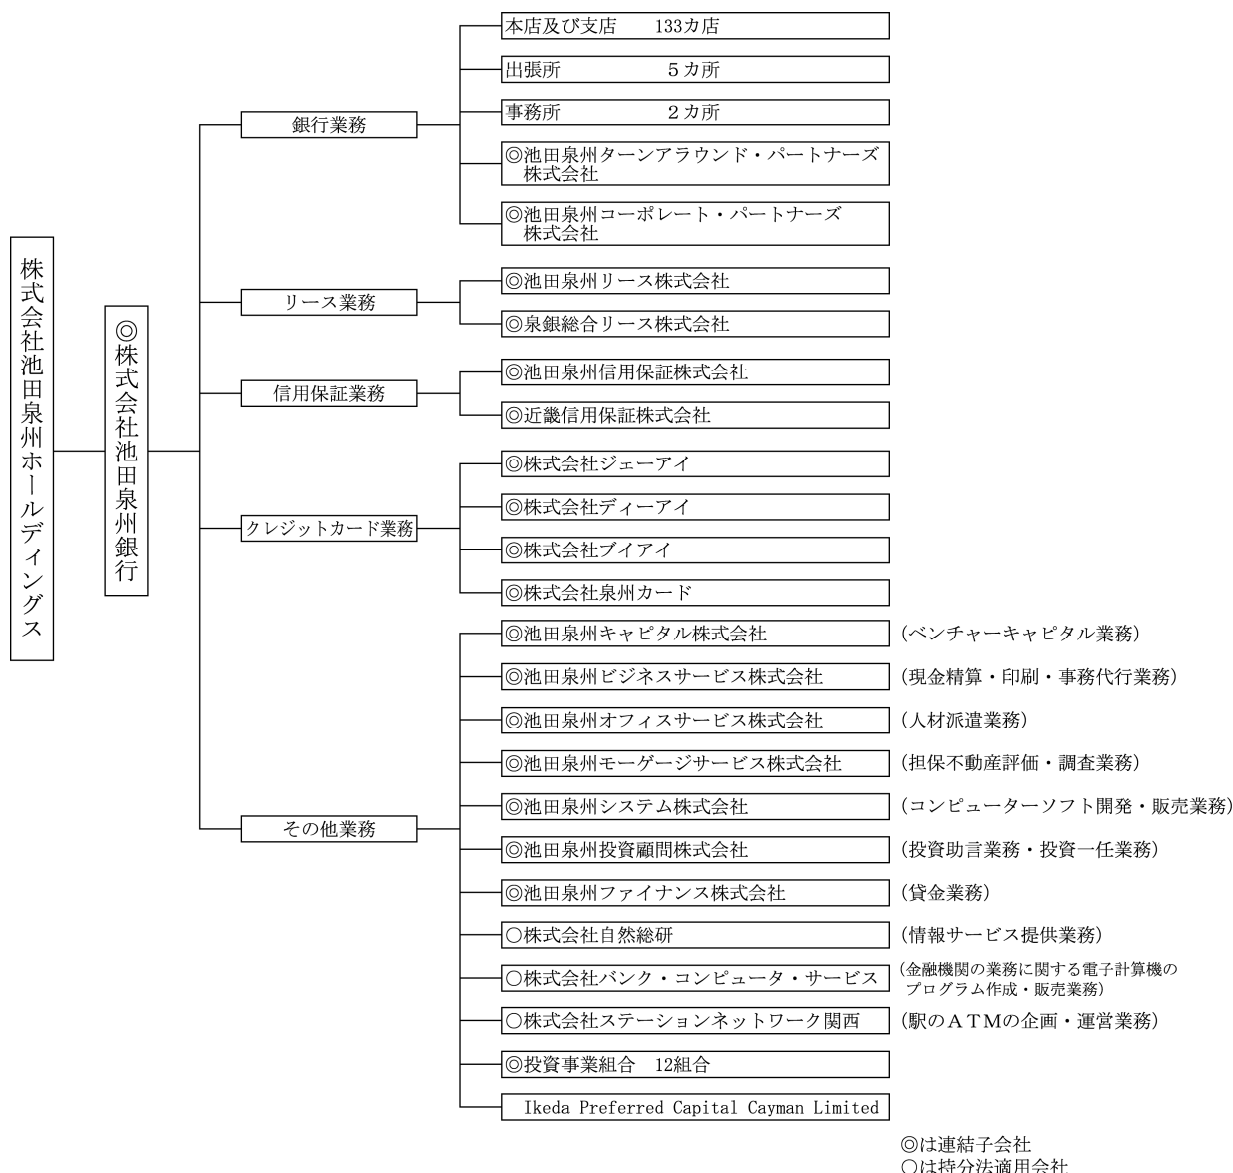 株式会社池田泉州ホールディングス
◎株式会社池田泉州銀行
銀行業務
本店及び支店　　133カ店
出張所　　５カ所
事務所　　２カ所
◎池田泉州ターンアラウンド・パートナーズ
株式会社
◎池田泉州コーポレート・パートナーズ
株式会社
リース業務
◎池田泉州リース株式会社
◎泉銀総合リース株式会社
信用保証業務
◎池田泉州信用保証株式会社
◎近畿信用保証株式会社
クレジットカード業務
◎株式会社ジェーアイ
◎株式会社ディーアイ
◎株式会社ブイアイ
◎株式会社泉州カード
その他業務
◎池田泉州キャピタル株式会社　（ベンチャーキャピタル業務）
◎池田泉州ビジネスサービス株式会社　（現金精算・印刷・事務代行業務）
◎池田泉州オフィスサービス株式会社　（人材派遣業務）
◎池田泉州モーゲージサービス株式会社　（担保不動産評価・調査業務）
◎池田泉州システム株式会社　（コンピューターソフト開発・販売業務）
◎池田泉州投資顧問株式会社　（投資助言業務・投資一任業務）
◎池田泉州ファイナンス株式会社　（貸金業務）
○株式会社自然総研　（情報サービス提供業務）
○株式会社バンク・コンピュータ・サービス　（金融機関の業務に関する電子計算機の
プログラム作成・販売業務）
○株式会社ステーションネットワーク関西　（駅のＡＴＭの企画・運営業務）
◎投資事業組合　12組合
Ikeda Preferred Capital Cayman Limited
◎は連結子会社
○は持分法適用会社